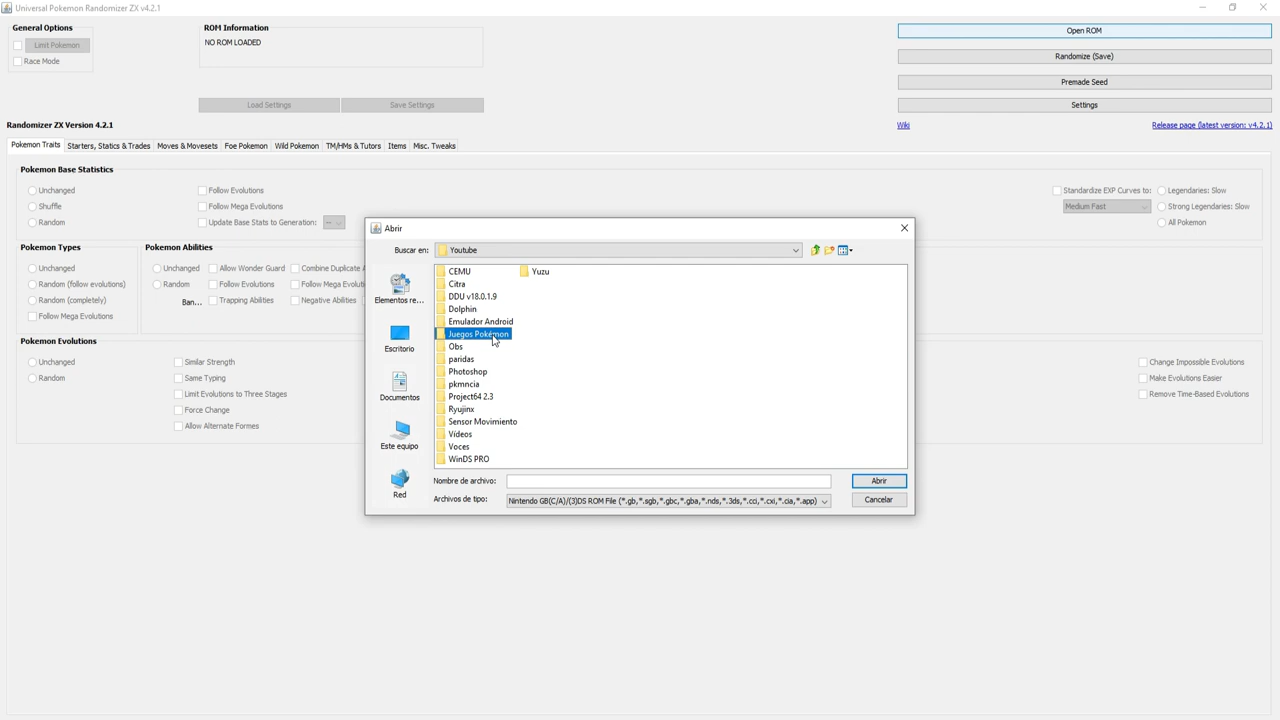 Universal Pokemon Randomizer ZX v4.2.1
General Options
Limit Pokemon
Race Mode
ROM Information
NO ROM LOADED
Load Settings
Save Settings
Open ROM
Randomize (Save)
Premade Seed
Settings
Randomizer ZX Version 4.2.1
Wiki
Release page (latest version: v4.2.1)
Pokemon Traits
Starters, Statics & Trades
Moves & Movesets
Foe Pokemon
Wild Pokemon
TM/HMs & Tutors
Items
Misc. Tweaks
Pokemon Base Statistics
Unchanged
Shuffle
Random
Follow Evolutions
Follow Mega Evolutions
Update Base Stats to Generation:
--
Standardize EXP Curves to:
Medium Fast
Legendaries: Slow
Strong Legendaries: Slow
All Pokemon
Pokemon Types
Unchanged
Random (follow evolutions)
Random (completely)
Follow Mega Evolutions
Pokemon Abilities
Unchanged
Random
Ban...
Allow Wonder Guard
Follow Evolutions
Trapping Abilities
Combine Duplicate A
Follow Mega Evoluti
Negative Abilities
Pokemon Evolutions
Unchanged
Random
Similar Strength
Same Typing
Limit Evolutions to Three Stages
Force Change
Allow Alternate Formes
Change Impossible Evolutions
Make Evolutions Easier
Remove Time-Based Evolutions
Abrir
Buscar en:
Youtube
Elementos re...
Escritorio
Documentos
Este equipo
Red
CEMU
Citra
DDU v18.0.1.9
Dolphin
Emulador Android
Juegos Pokémon
Obs
paridas
Photoshop
pkmncia
Project64 2.3
Ryujinx
Sensor Movimiento
Vídeos
Voces
WinDS PRO
Yuzu
Nombre de archivo:
Abrir
Archivos de tipo:
Nintendo GB(C/A)/(3)DS ROM File (*.gb,*.sgb,*.gbc,*.gba,*.nds,*.3ds,*.cci,*.cxi,*.cia,*.app)
Cancelar